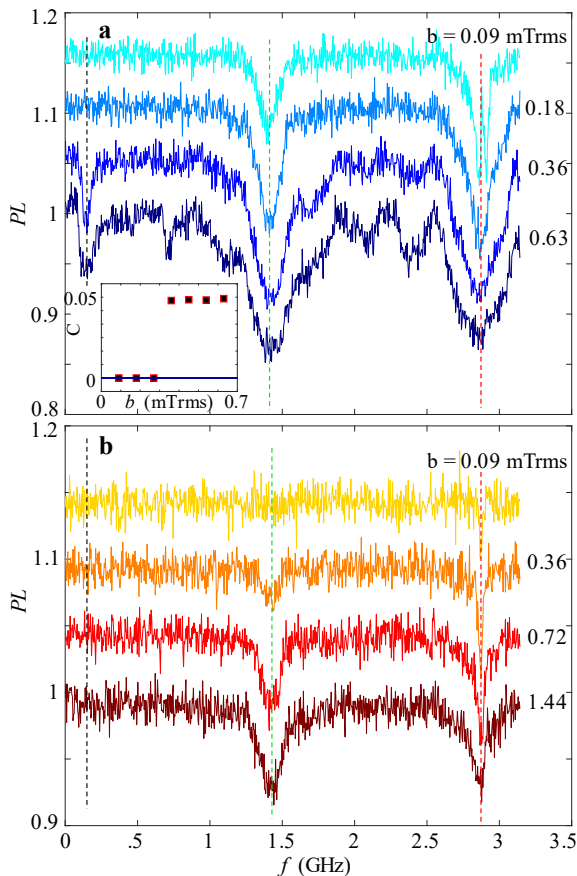 1.2
a
b = 0.09 mTrms
1.1
0.18
0.36
1
PL
0.63
0.05
C
0.9
0
0
b (mTrms)
0.7
0.8
1.2
b
b = 0.09 mTrms
1.1
0.36
PL
0.72
1
1.44
0.9
0 .5 1 1.5 2 2.5 3 3.5
f (GHz)